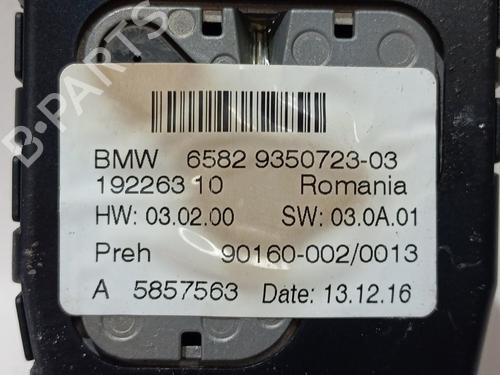 B-PARTS
BMW 6582 9350723-03
192263 10 Romania
HW: 03.02.00 SW: 03.0A.01
Preh 90160-002/0013
A 5857563 Date: 13.12.16